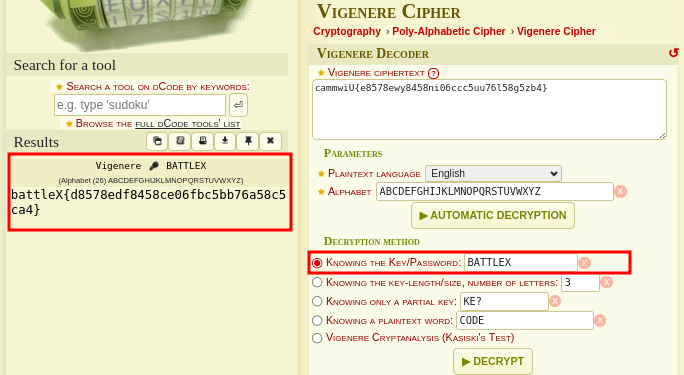 Search for a tool
★ Search a tool on dCode by keywords:
e.g. type 'sudoku'
★ Browse the full dCode tools' list
Results
Vigenere BATTLEX
(Alphabet (26) ABCDEFGHIJKLMNOPQRSTUVWXYZ)
battleX{d8578edf8458ce06fbc5bb76a58c5
ca4}
Vigenere Cipher
Cryptography › Poly-Alphabetic Cipher › Vigenere Cipher
Vigenere Decoder
★ Vigenere ciphertext ?
cammwiU{e8578ewy8458ni06ccc5uu76l58g5zb4}
Parameters
★ Plaintext language English
★ Alphabet ABCDEFGHIJKLMNOPQRSTUVWXYZ X
▶ AUTOMATIC DECRYPTION
Decryption method
Knowing the Key/Password: BATTLEX X
Knowing the key-length/size, number of letters: 3 X
Knowing only a partial key: KE? X
Knowing a plaintext word: CODE X
Vigenere Cryptanalysis (Kasiski's Test)
▶ DECRYPT